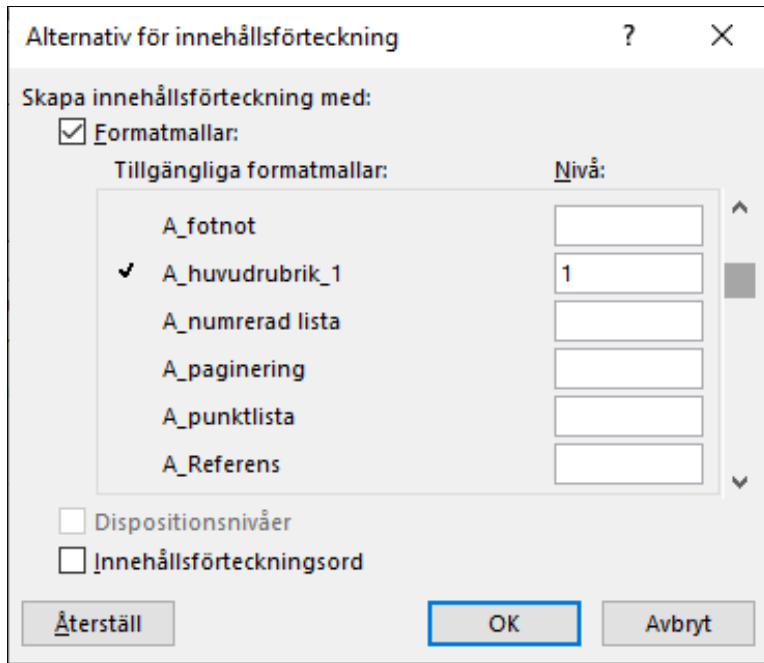 Alternativ för innehållsförteckning ? ×
Skapa innehållsförteckning med:
Formatmallar:
Tillgängliga formatmallar: Nivå:
A_fotnot
A_huvudrubrik_1 1
A_numrerad lista
A_paginering
A_punktlista
A_Referens
Dispositionsnivåer
Innehållsförteckningsord
Återställ OK Avbryt